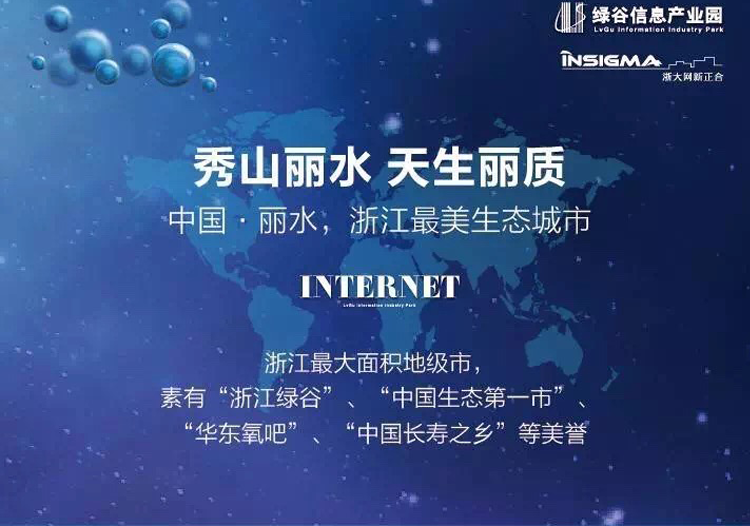 绿谷信息产业园
LvGu Information Industry Park
INSIGMA
浙大网新正合
秀山丽水 天生丽质
中国·丽水，浙江最美生态城市
INTERNET
LvGu Information Industry Park
浙江最大面积地级市，
素有“浙江绿谷”、“中国生态第一市”、
“华东氧吧”、“中国长寿之乡”等美誉